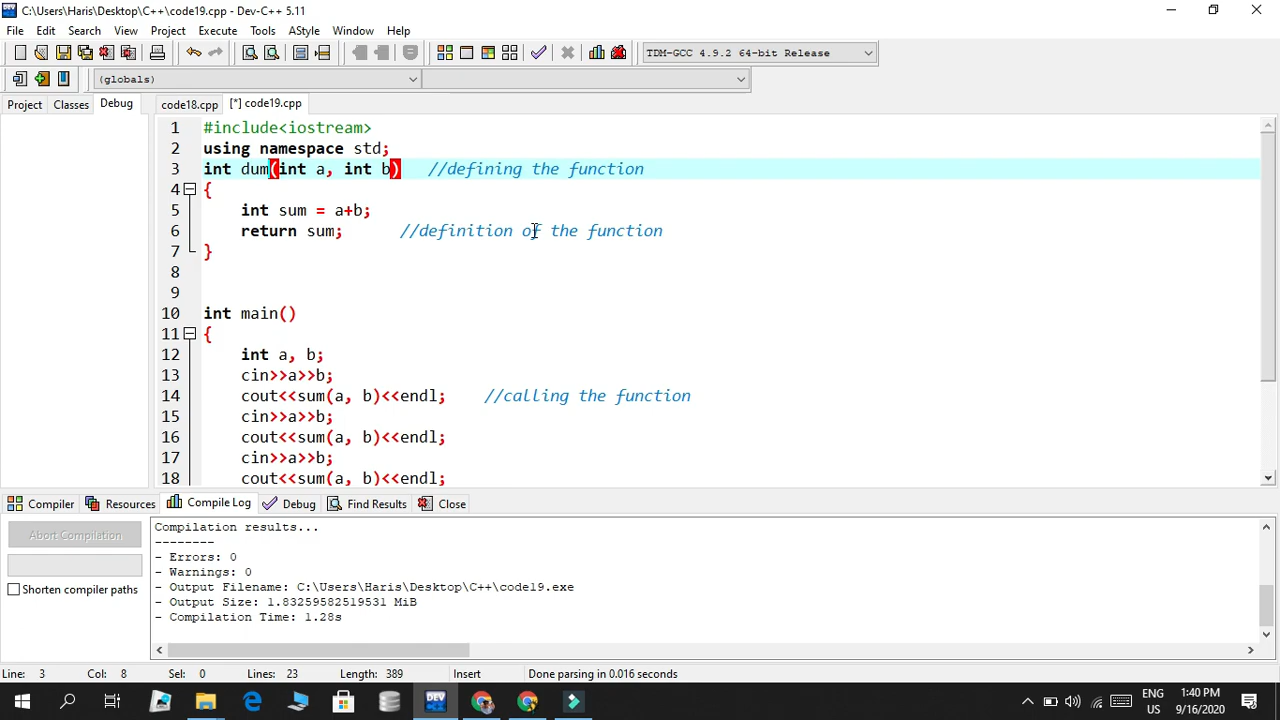 C:\Users\Haris\Desktop\C++\code19.cpp - Dev-C++ 5.11
File Edit Search View Project Execute Tools AStyle Window Help
TDM-GCC 4.9.2 64-bit Release
(globals)
Project Classes Debug code18.cpp [*] code19.cpp
1 #include<iostream>
2 using namespace std;
3 int dum(int a, int b) //defining the function
4 {
5 int sum = a+b;
6 return sum; //definition of the function
7 }
8
9
10 int main()
11 {
12 int a, b;
13 cin>>a>>b;
14 cout<<sum(a, b)<<endl; //calling the function
15 cin>>a>>b;
16 cout<<sum(a, b)<<endl;
17 cin>>a>>b;
18 cout<<sum(a, b)<<endl;
Compiler Resources Compile Log Debug Find Results Close
Abort Compilation
Shorten compiler paths
Compilation results...
--------
- Errors: 0
- Warnings: 0
- Output Filename: C:\Users\Haris\Desktop\C++\code19.exe
- Output Size: 1.83259582519531 MiB
- Compilation Time: 1.28s
Line: 3 Col: 8 Sel: 0 Lines: 23 Length: 389 Insert Done parsing in 0.016 seconds
DEV
ENG
US
1:40 PM
9/16/2020